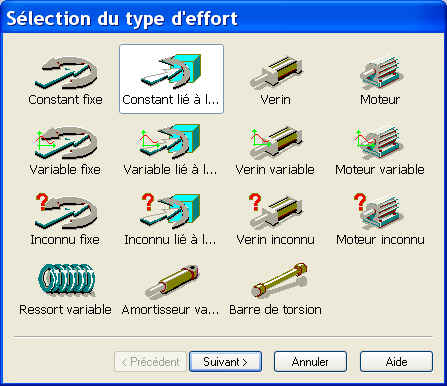 Sélection du type d'effort
Constant fixe
Constant lié à l...
Verin
Moteur
Variable fixe
Variable lié à l...
Verin variable
Moteur variable
Inconnu fixe
Inconnu lié à l...
Verin inconnu
Moteur inconnu
Ressort variable
Amortisseur va...
Barre de torsion
< Précédent
Suivant >
Annuler
Aide